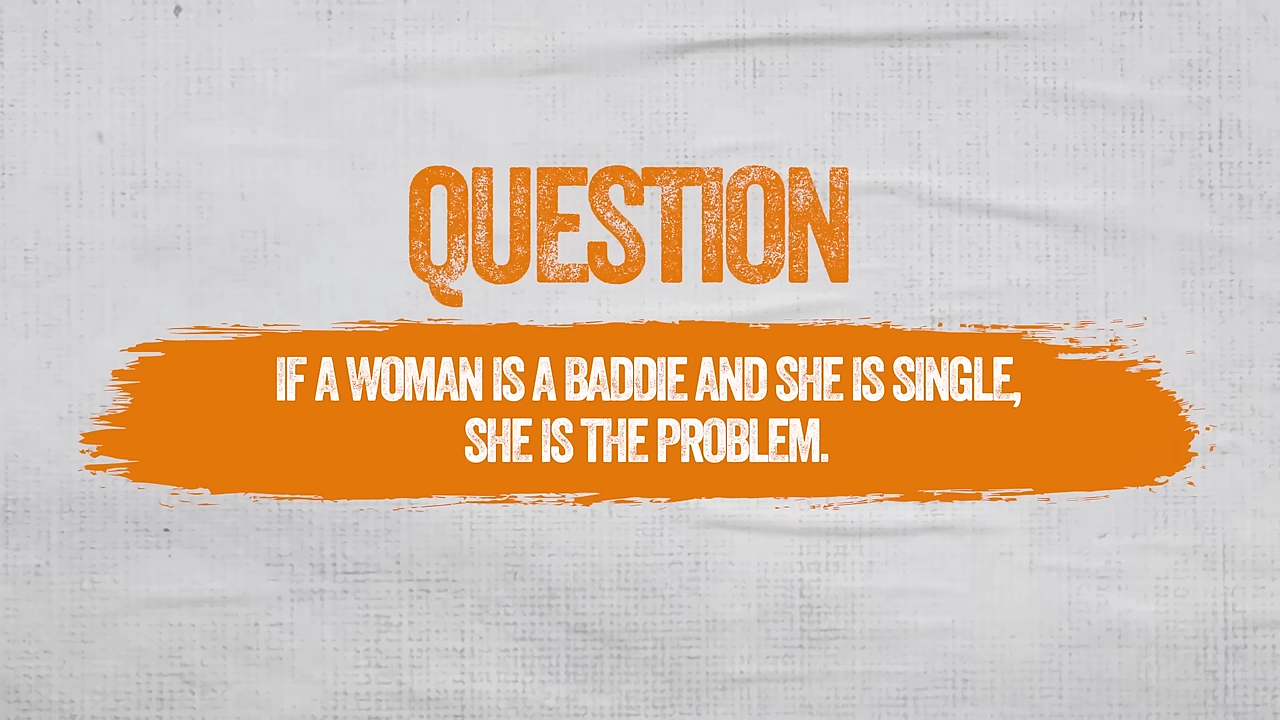 QUESTION
IF A WOMAN IS A BADDIE AND SHE IS SINGLE,
SHE IS THE PROBLEM.